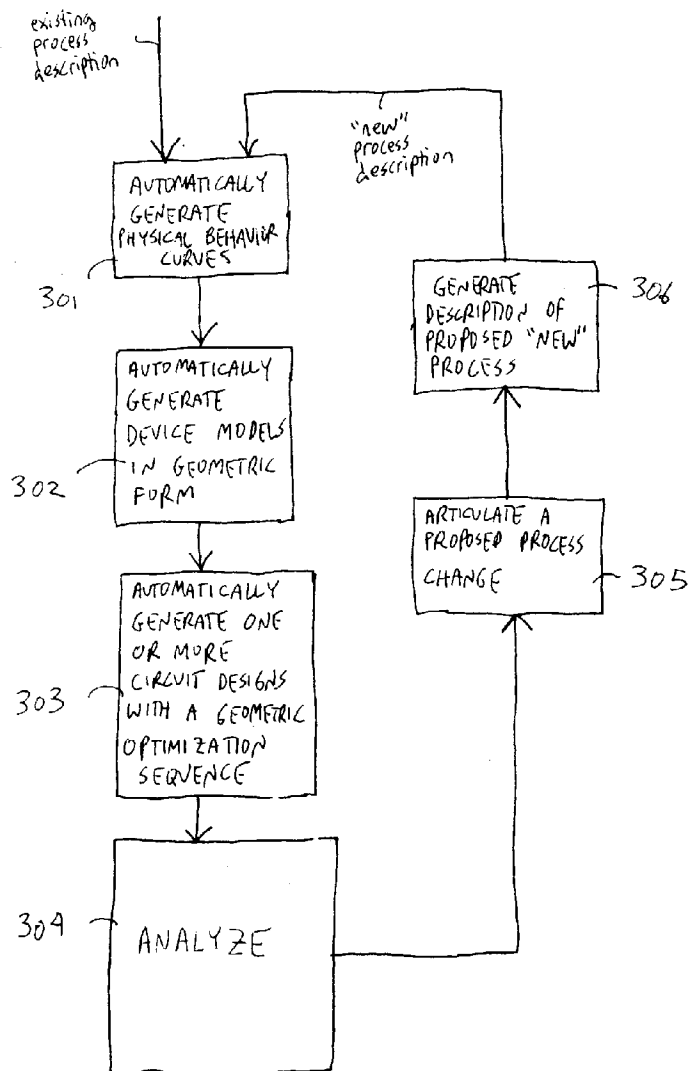 existing
process
description
"new"
process
description
AUTOMATICALLY
GENERATE
PHYSICAL BEHAVIOR
CURVES
301
AUTOMATICALLY
GENERATE
DEVICE MODELS
IN GEOMETRIC
FORM
302
AUTOMATICALLY
GENERATE ONE
OR MORE
CIRCUIT DESIGNS
WITH A GEOMETRIC
OPTIMIZATION
SEQUENCE
303
ANALYZE
304
ARTICULATE A
PROPOSED PROCESS
CHANGE
305
GENERATE
DESCRIPTION OF
PROPOSED "NEW"
PROCESS
306